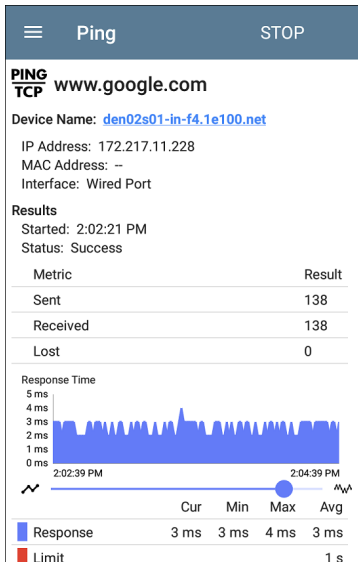 Ping STOP
PING
TCP www.google.com
Device Name: den02s01-in-f4.1e100.net
IP Address: 172.217.11.228
MAC Address: --
Interface: Wired Port
Results
Started: 2:02:21 PM
Status: Success
Metric Result
Sent 138
Received 138
Lost 0
Response Time
5 ms
4 ms
3 ms
2 ms
1 ms
0 ms
2:02:39 PM 2:04:39 PM
Cur Min Max Avg
Response 3 ms 3 ms 4 ms 3 ms
Limit 1 s